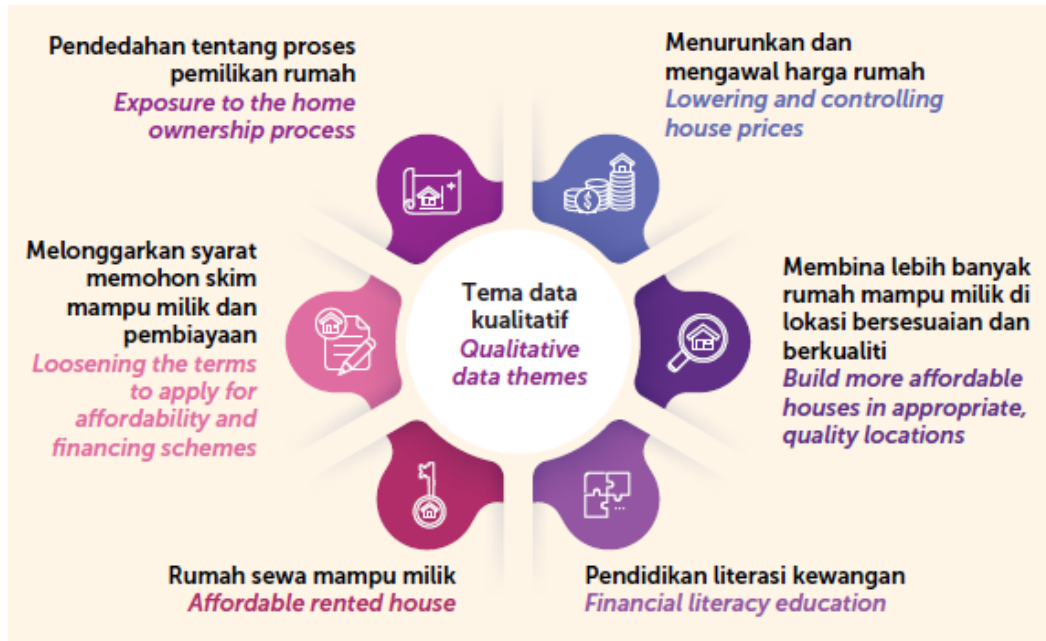 Pendedahan tentang proses
pemilikan rumah
Exposure to the home
ownership process
Menurunkan dan
mengawal harga rumah
Lowering and controlling
house prices
Melonggarkan syarat
memohon skim
mampu milik dan
pembiayaan
Loosening the terms
to apply for
affordability and
financing schemes
Tema data
kualitatif
Qualitative
data themes
Membina lebih banyak
rumah mampu milik di
lokasi bersesuaian dan
berkualiti
Build more affordable
houses in appropriate,
quality locations
Rumah sewa mampu milik
Affordable rented house
Pendidikan literasi kewangan
Financial literacy education